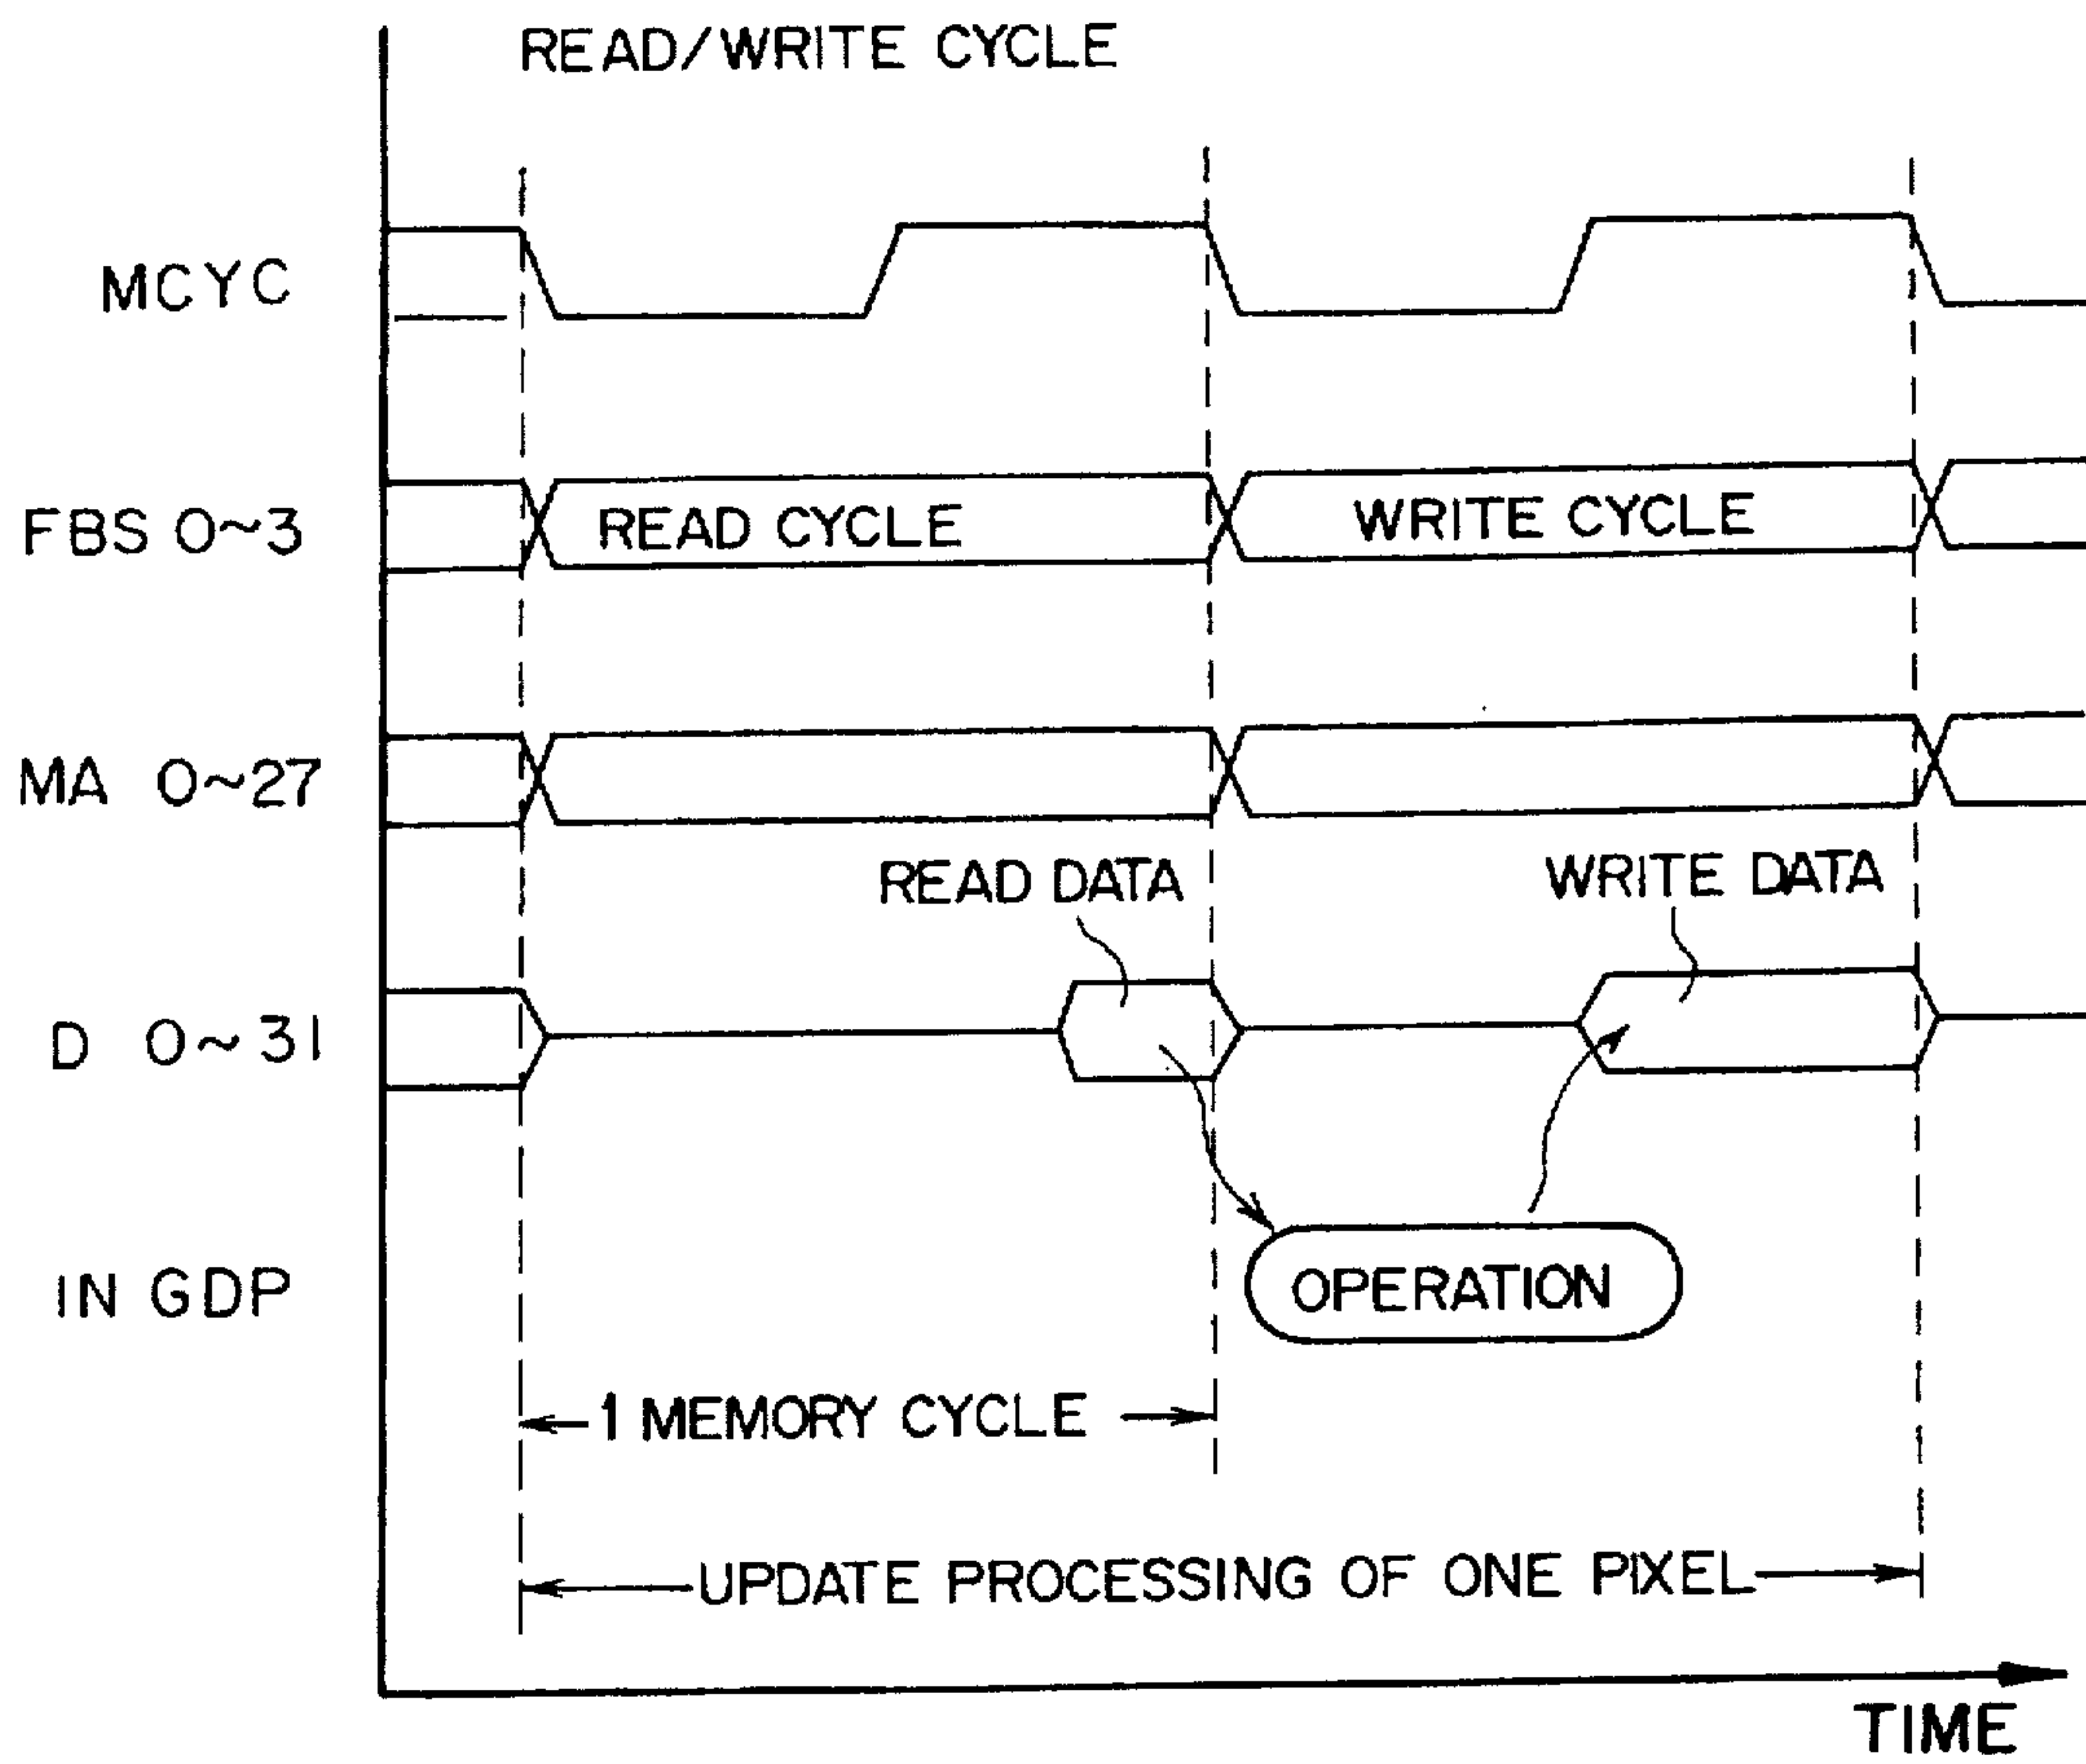 READ/WRITE CYCLE
MCYC
FBS 0~3 READ CYCLE WRITE CYCLE
MA 0~27
READ DATA WRITE DATA
D 0~31
IN GDP OPERATION
1 MEMORY CYCLE
UPDATE PROCESSING OF ONE PIXEL
TIME